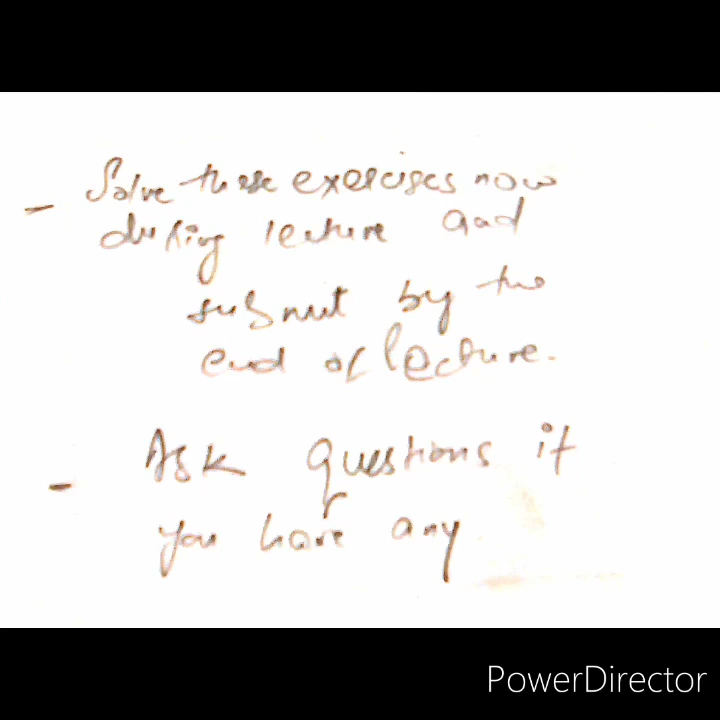 - Solve these exercises now
during lecture and
submit by the
end of lecture.
- Ask questions if
you have any
PowerDirector